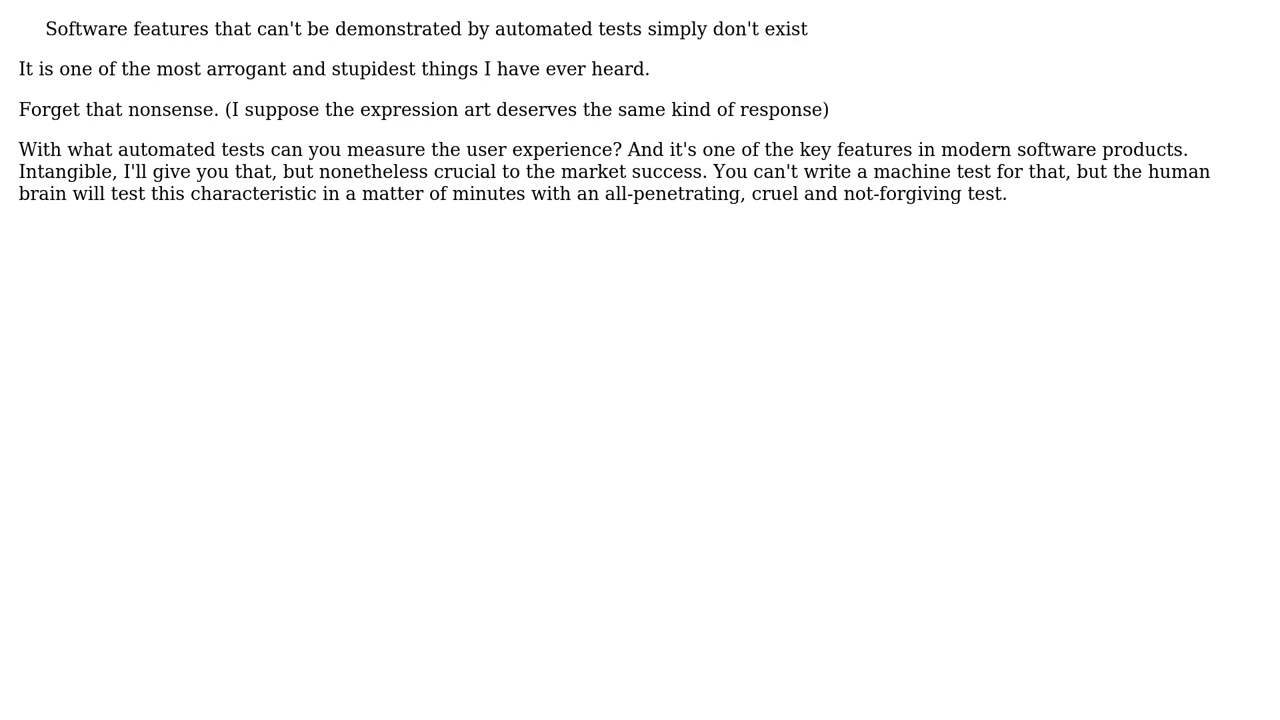 Software features that can't be demonstrated by automated tests simply don't exist
It is one of the most arrogant and stupidest things I have ever heard.
Forget that nonsense. (I suppose the expression art deserves the same kind of response)
With what automated tests can you measure the user experience? And it's one of the key features in modern software products.
Intangible, I'll give you that, but nonetheless crucial to the market success. You can't write a machine test for that, but the human
brain will test this characteristic in a matter of minutes with an all-penetrating, cruel and not-forgiving test.